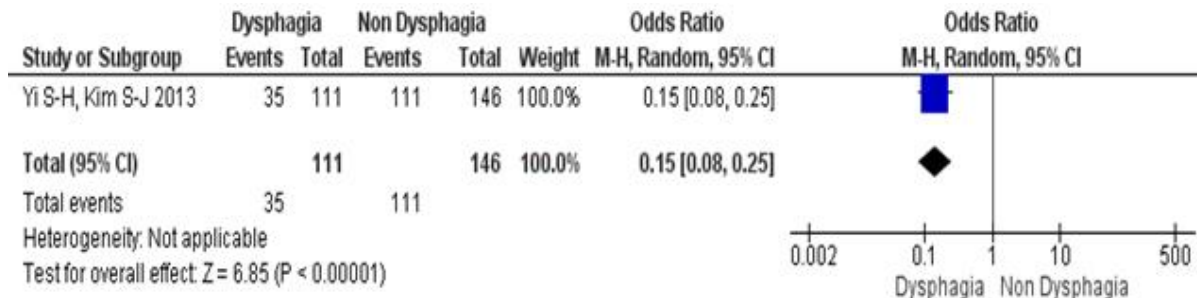 Dysphagia Non Dysphagia Odds Ratio Odds Ratio
Study or Subgroup Events Total Events Total Weight M-H, Random, 95% CI M-H, Random, 95% CI
Yi S-H, Kim S-J 2013 35 111 111 146 100.0% 0.15 [0.08, 0.25]
Total (95% CI) 111 146 100.0% 0.15 [0.08, 0.25]
Total events 35 111
Heterogeneity: Not applicable
Test for overall effect: Z = 6.85 (P < 0.00001)
0.002 0.1 1 10 500
Dysphagia Non Dysphagia